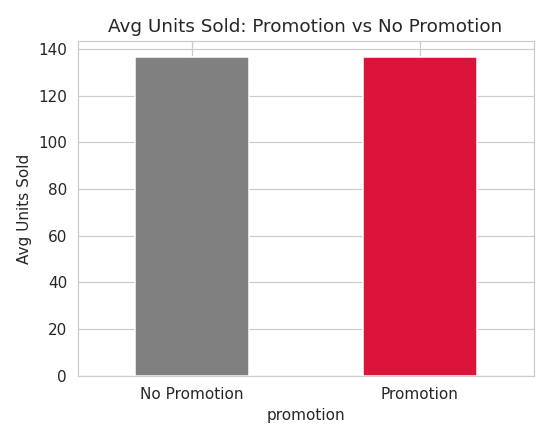 Avg Units Sold: Promotion vs No Promotion
Avg Units Sold
140
120
100
80
60
40
20
0
No Promotion
Promotion
promotion